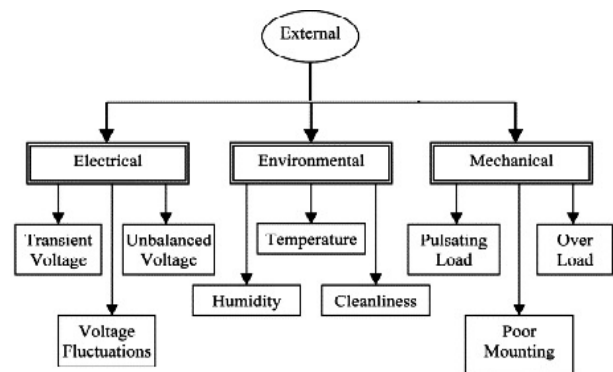 External
Electrical
Environmental
Mechanical
Transient
Voltage
Unbalanced
Voltage
Temperature
Pulsating
Load
Over
Load
Humidity
Cleanliness
Voltage
Fluctuations
Poor
Mounting